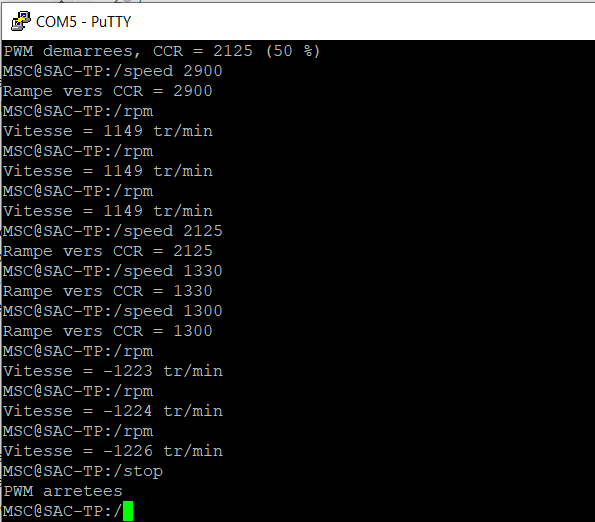 COM5 - PuTTY
PWM demarrees, CCR = 2125 (50 %)
MSC@SAC-TP:/speed 2900
Rampe vers CCR = 2900
MSC@SAC-TP:/rpm
Vitesse = 1149 tr/min
MSC@SAC-TP:/rpm
Vitesse = 1149 tr/min
MSC@SAC-TP:/rpm
Vitesse = 1149 tr/min
MSC@SAC-TP:/speed 2125
Rampe vers CCR = 2125
MSC@SAC-TP:/speed 1330
Rampe vers CCR = 1330
MSC@SAC-TP:/speed 1300
Rampe vers CCR = 1300
MSC@SAC-TP:/rpm
Vitesse = -1223 tr/min
MSC@SAC-TP:/rpm
Vitesse = -1224 tr/min
MSC@SAC-TP:/rpm
Vitesse = -1226 tr/min
MSC@SAC-TP:/stop
PWM arretees
MSC@SAC-TP:/